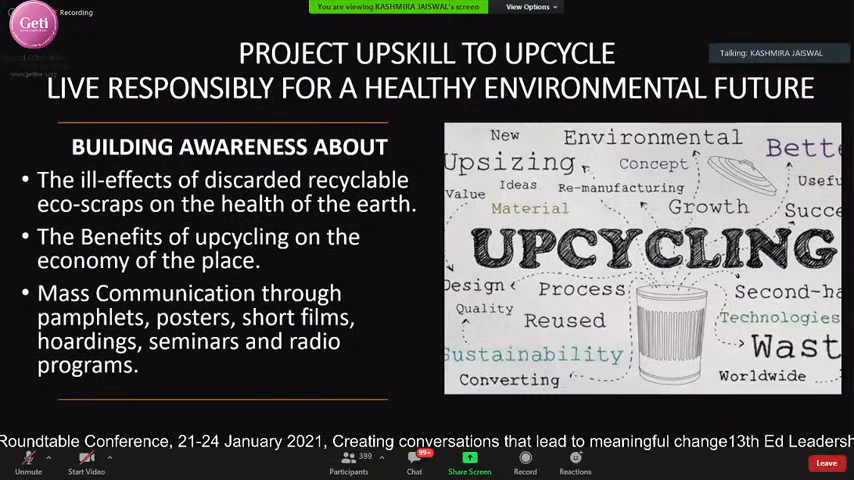 Geti
Recording
You are viewing KASHMIRA JAISWAL's screen
View Options
Talking: KASHMIRA JAISWAL
PROJECT UPSKILL TO UPCYCLE
LIVE RESPONSIBLY FOR A HEALTHY ENVIRONMENTAL FUTURE
BUILDING AWARENESS ABOUT
• The ill-effects of discarded recyclable
eco-scraps on the health of the earth.
• The Benefits of upcycling on the
economy of the place.
• Mass Communication through
pamphlets, posters, short films,
hoardings, seminars and radio
programs.
New
Environmental
Bette
Upsizing
Concept
Usefu
Value
Ideas
Re-manufacturing
Material
Growth
Succe
UPCYCLING
Design
Process
Second-ha
Quality
Reused
Technologies
Sustainability
Wast
Converting
Worldwide
Roundtable Conference, 21-24 January 2021, Creating conversations that lead to meaningful change13th Ed Leadersh
380
99+
Unmute
Start Video
Participants
Chat
Share Screen
Record
Reactions
Leave